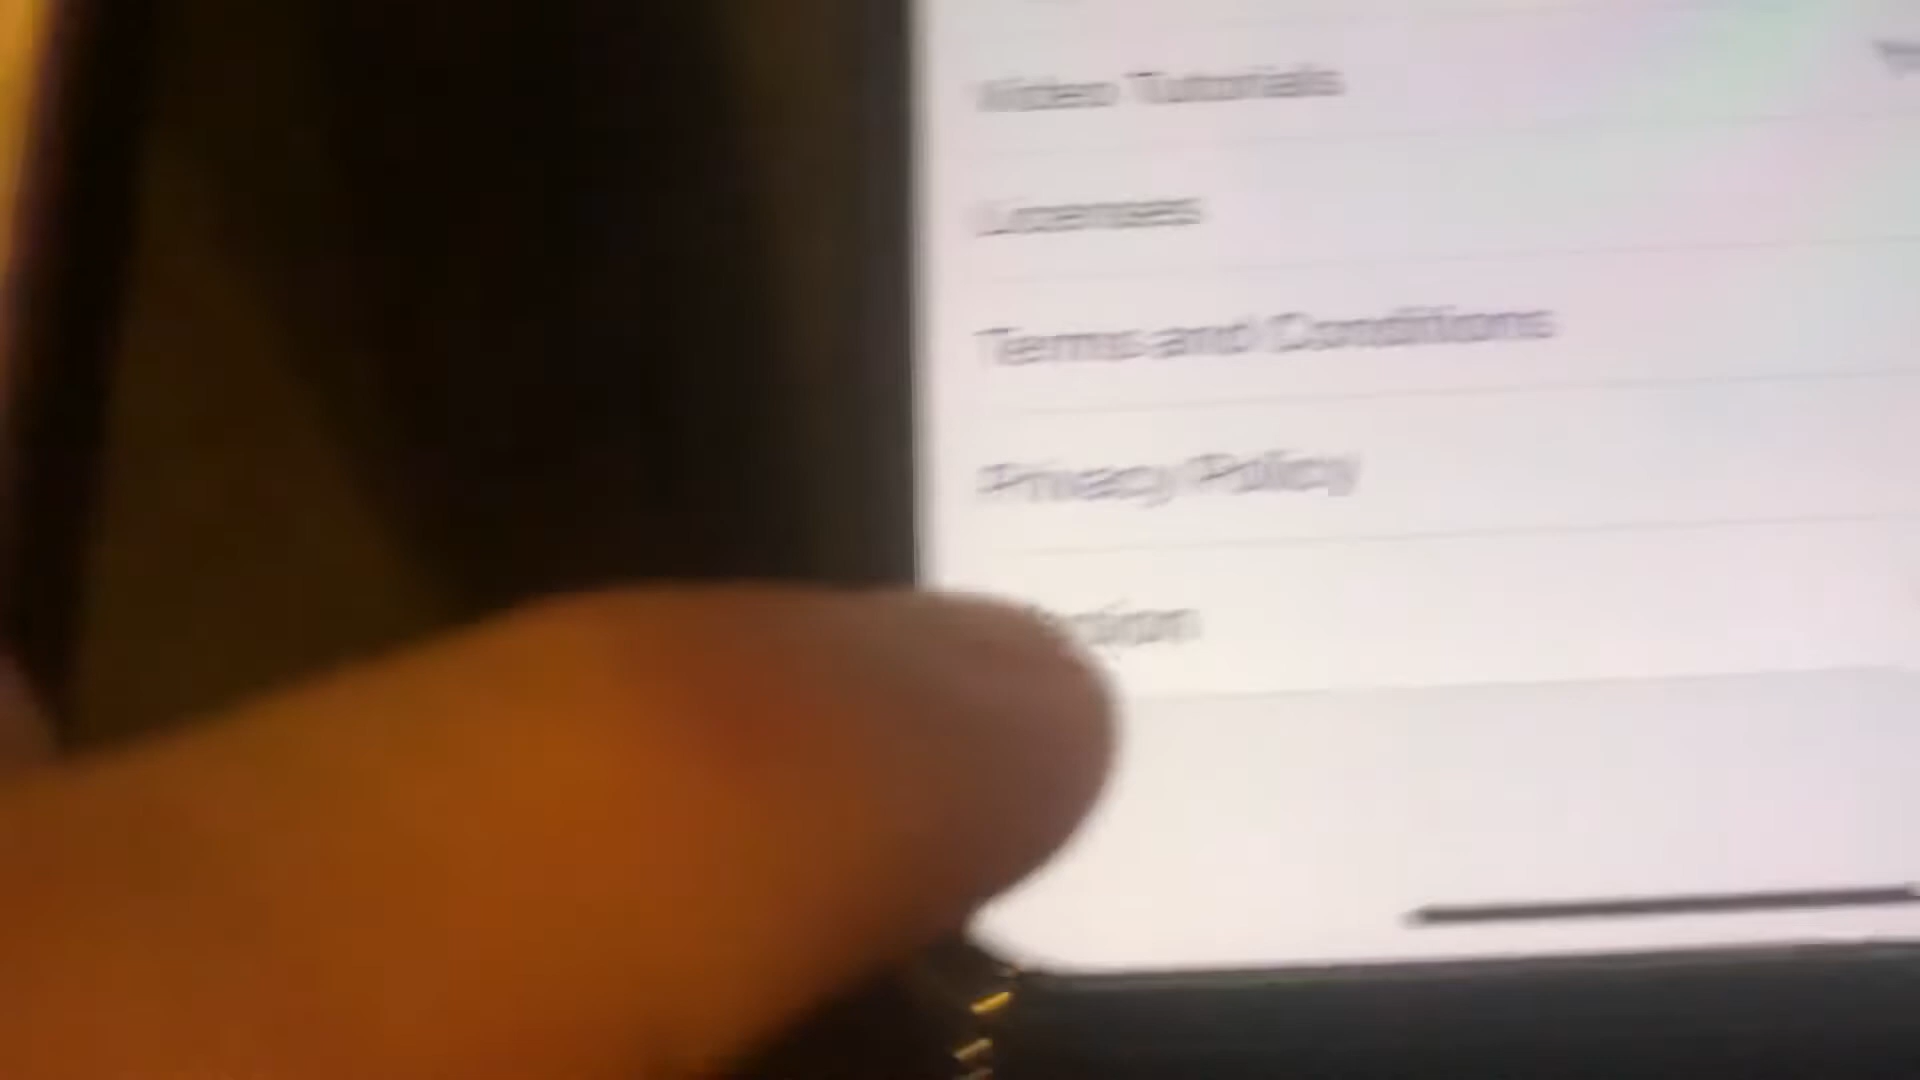 Video Tutorials
Licenses
Terms and Conditions
Privacy Policy